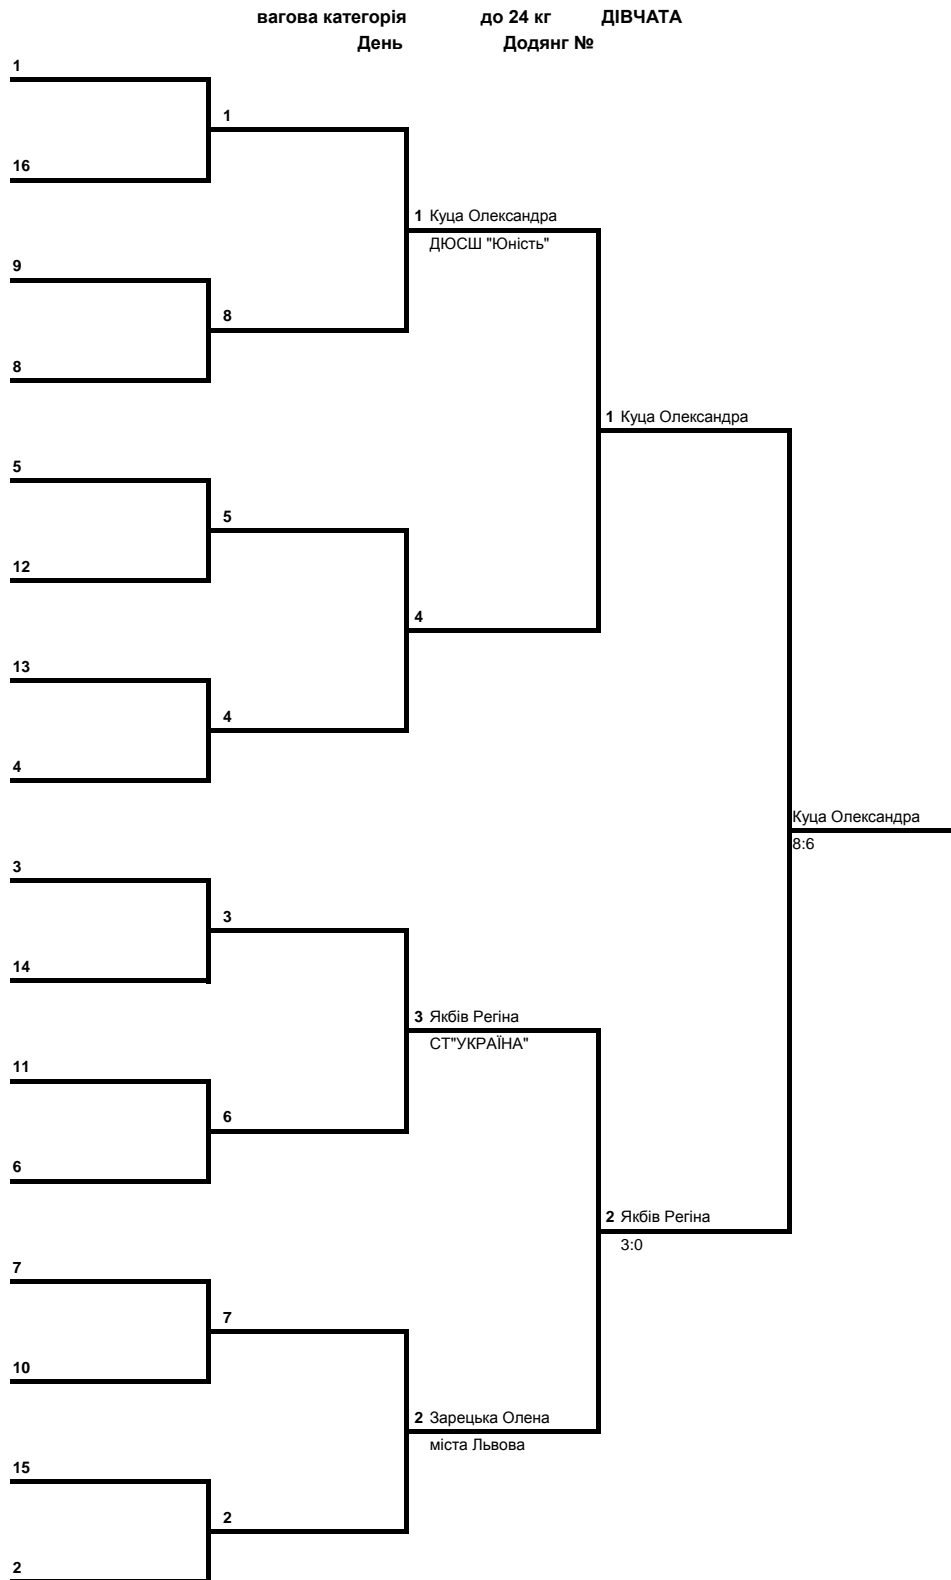 вагова категорія до 24 кг ДІВЧАТА
День Додянг №
1
1
16
1 Куца Олександра
ДЮСШ "Юність"
9
8
8
1 Куца Олександра
5
5
12
4
13
4
4
Куца Олександра
8:6
3
3
14
3 Якбів Регіна
СТ"УКРАЇНА"
11
6
6
2 Якбів Регіна
3:0
7
7
10
2 Зарецька Олена
міста Львова
15
2
2